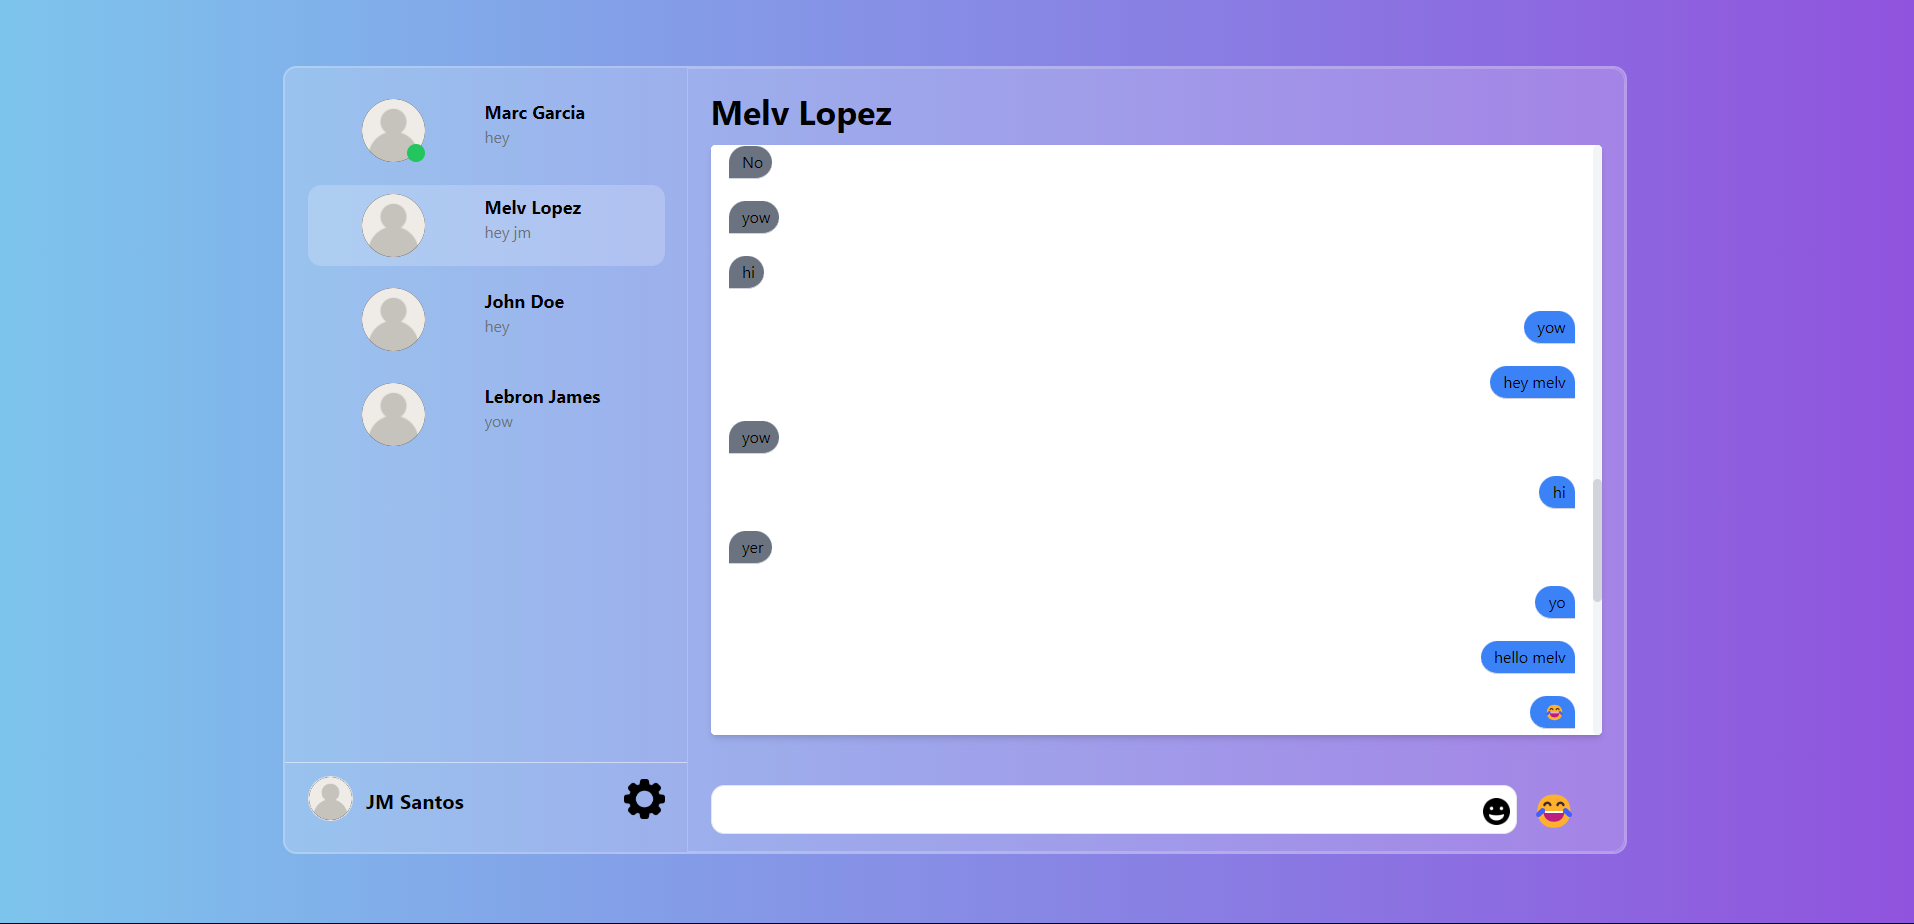 Marc Garcia
hey
Melv Lopez
hey jm
John Doe
hey
Lebron James
yow
JM Santos
Melv Lopez
No
yow
hi
yow
hey melv
yow
hi
yer
yo
hello melv
😂
😂